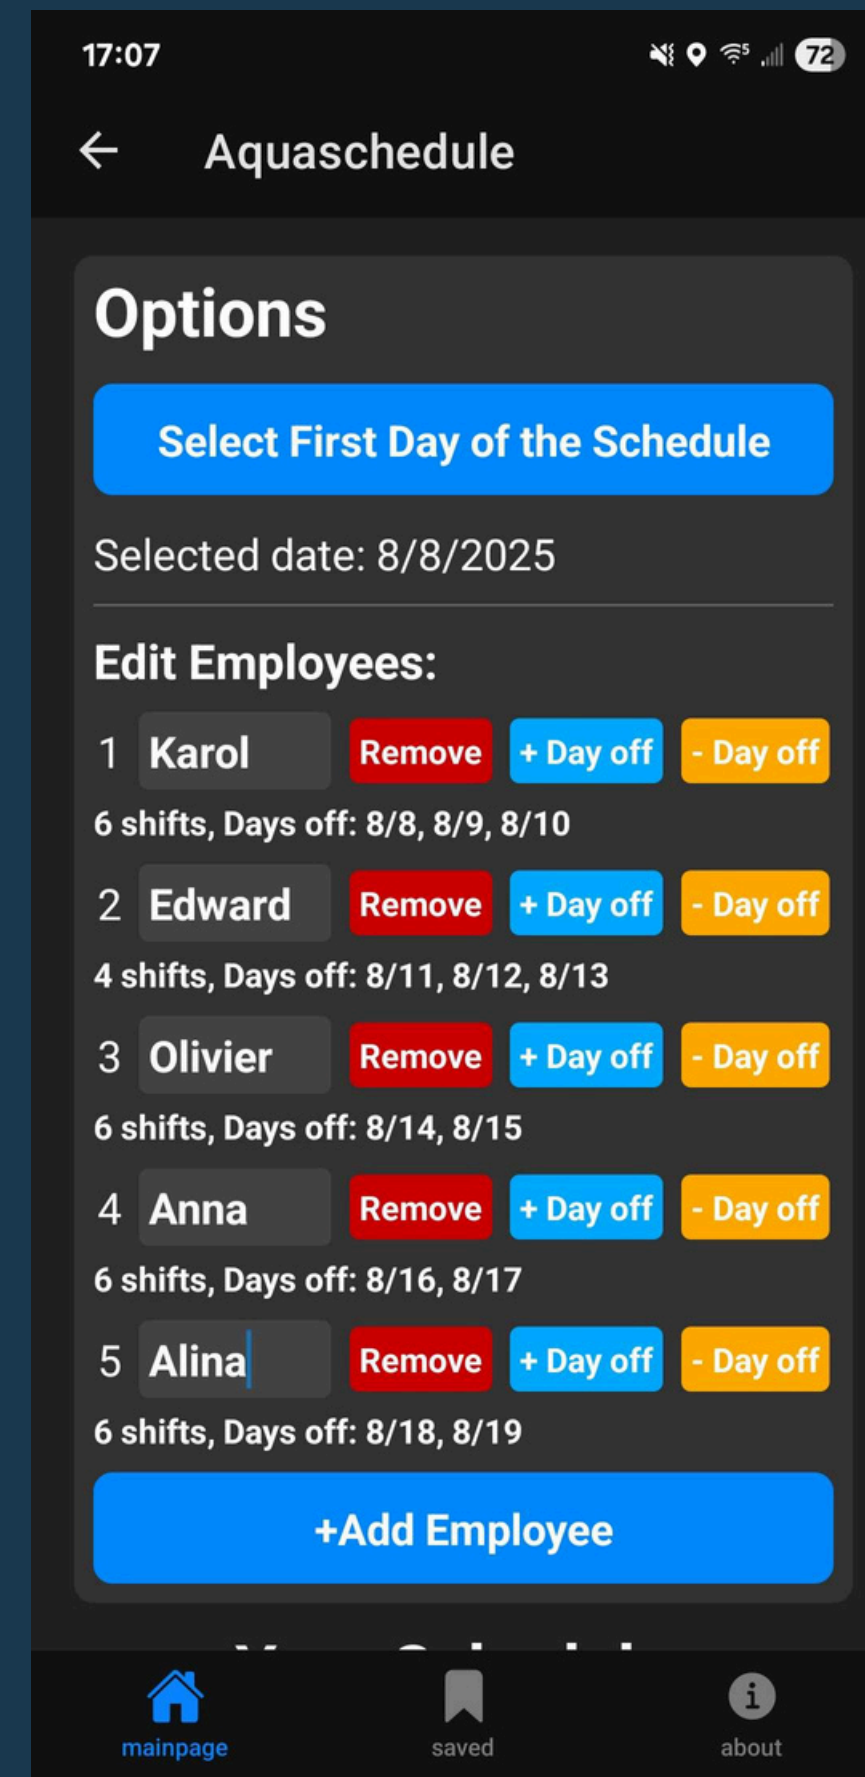 17:07 5 72
Aquaschedule
Options
Select First Day of the Schedule
Selected date: 8/8/2025
Edit Employees:
1 Karol Remove + Day off - Day off
6 shifts, Days off: 8/8, 8/9, 8/10
2 Edward Remove + Day off - Day off
4 shifts, Days off: 8/11, 8/12, 8/13
3 Olivier Remove + Day off - Day off
6 shifts, Days off: 8/14, 8/15
4 Anna Remove + Day off - Day off
6 shifts, Days off: 8/16, 8/17
5 Alina Remove + Day off - Day off
6 shifts, Days off: 8/18, 8/19
+Add Employee
mainpage saved about